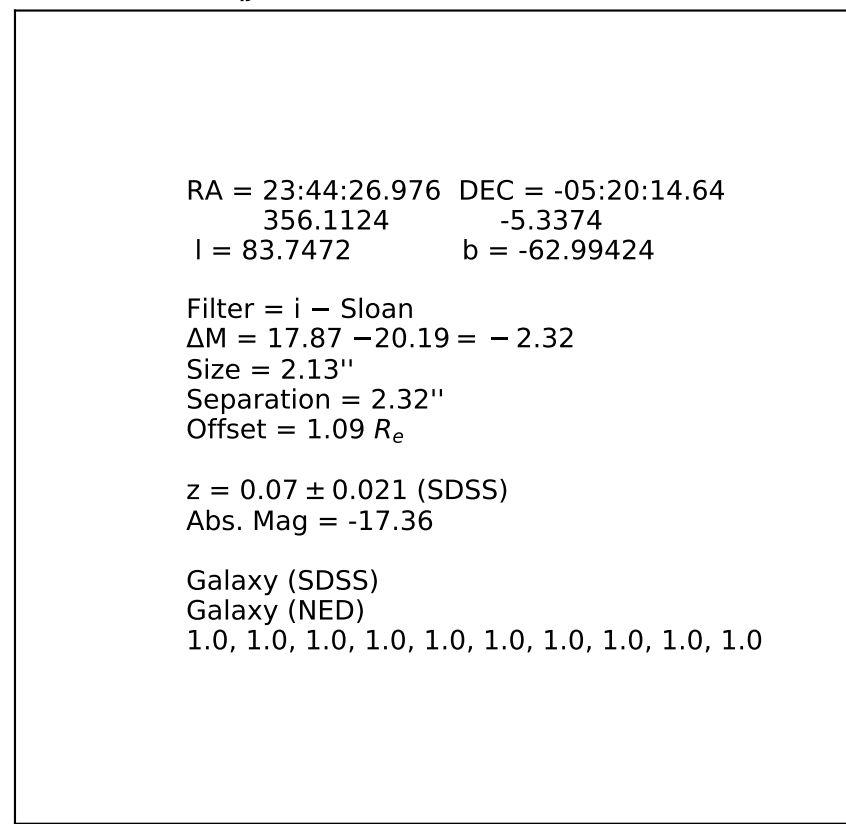 RA = 23:44:26.976 DEC = -05:20:14.64
356.1124 -5.3374
l = 83.7472 b = -62.99424
Filter = i − Sloan
ΔM = 17.87 −20.19 = − 2.32
Size = 2.13''
Separation = 2.32''
Offset = 1.09 Rₑ
z = 0.07 ± 0.021 (SDSS)
Abs. Mag = -17.36
Galaxy (SDSS)
Galaxy (NED)
1.0, 1.0, 1.0, 1.0, 1.0, 1.0, 1.0, 1.0, 1.0, 1.0